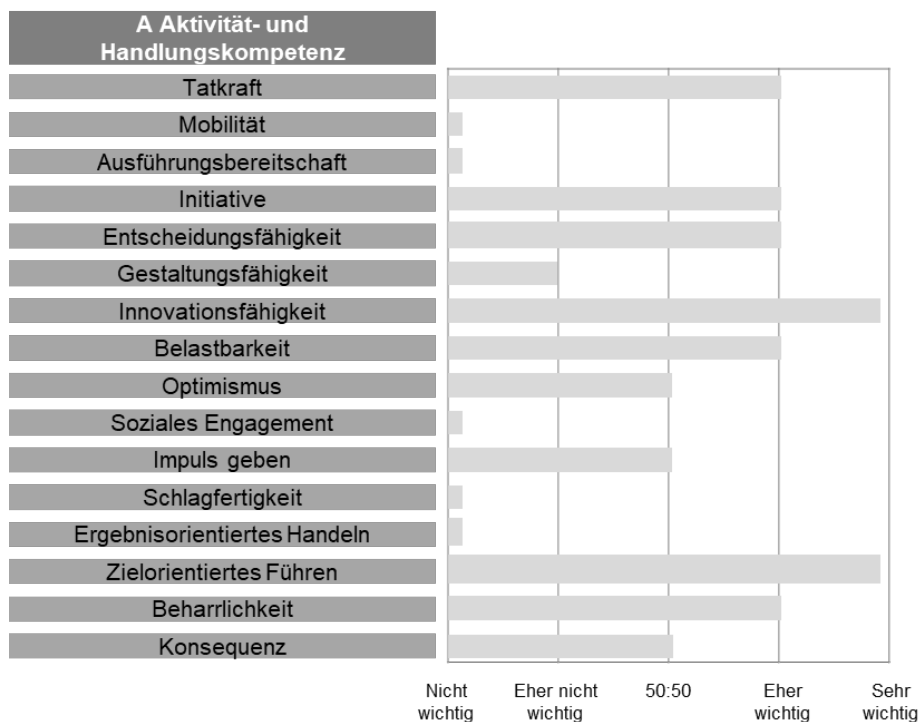 A Aktivität- und
Handlungskompetenz
Tatkraft
Mobilität
Ausführungsbereitschaft
Initiative
Entscheidungsfähigkeit
Gestaltungsfähigkeit
Innovationsfähigkeit
Belastbarkeit
Optimismus
Soziales Engagement
Impuls geben
Schlagfertigkeit
Ergebnisorientiertes Handeln
Zielorientiertes Führen
Beharrlichkeit
Konsequenz
Nicht wichtig
Eher nicht wichtig
50:50
Eher wichtig
Sehr wichtig